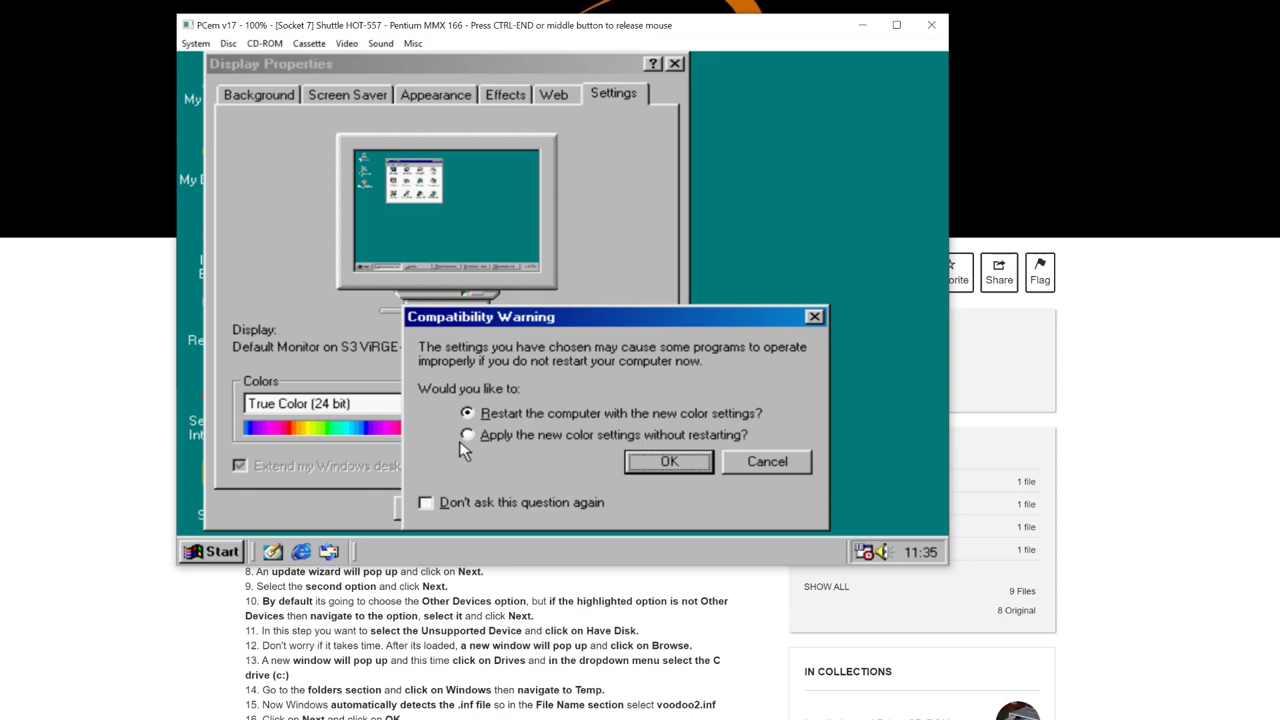 PCem v17 - 100% - [Socket 7] Shuttle HOT-557 - Pentium MMX 166 - Press CTRL-END or middle button to release mouse
System Disc CD-ROM Cassette Video Sound Misc
Display Properties
Background Screen Saver Appearance Effects Web Settings
My
My D
Re
Display:
Default Monitor on S3 ViRGE-
Colors
True Color (24 bit)
Extend my Windows desk
Compatibility Warning
The settings you have chosen may cause some programs to operate
improperly if you do not restart your computer now.
Would you like to:
Restart the computer with the new color settings?
Apply the new color settings without restarting?
OK Cancel
Don't ask this question again
Start
11:35
orite Share Flag
1 file
1 file
1 file
1 file
SHOW ALL 9 Files
8 Original
IN COLLECTIONS
8. An update wizard will pop up and click on Next.
9. Select the second option and click Next.
10. By default its going to choose the Other Devices option, but if the highlighted option is not Other
Devices then navigate to the option, select it and click Next.
11. In this step you want to select the Unsupported Device and click on Have Disk.
12. Don't worry if it takes time. After its loaded, a new window will pop up and click on Browse.
13. A new window will pop up and this time click on Drives and in the dropdown menu select the C
drive (c:)
14. Go to the folders section and click on Windows then navigate to Temp.
15. Now Windows automatically detects the .inf file so in the File Name section select voodoo2.inf
16. Click on Next and click on OK.